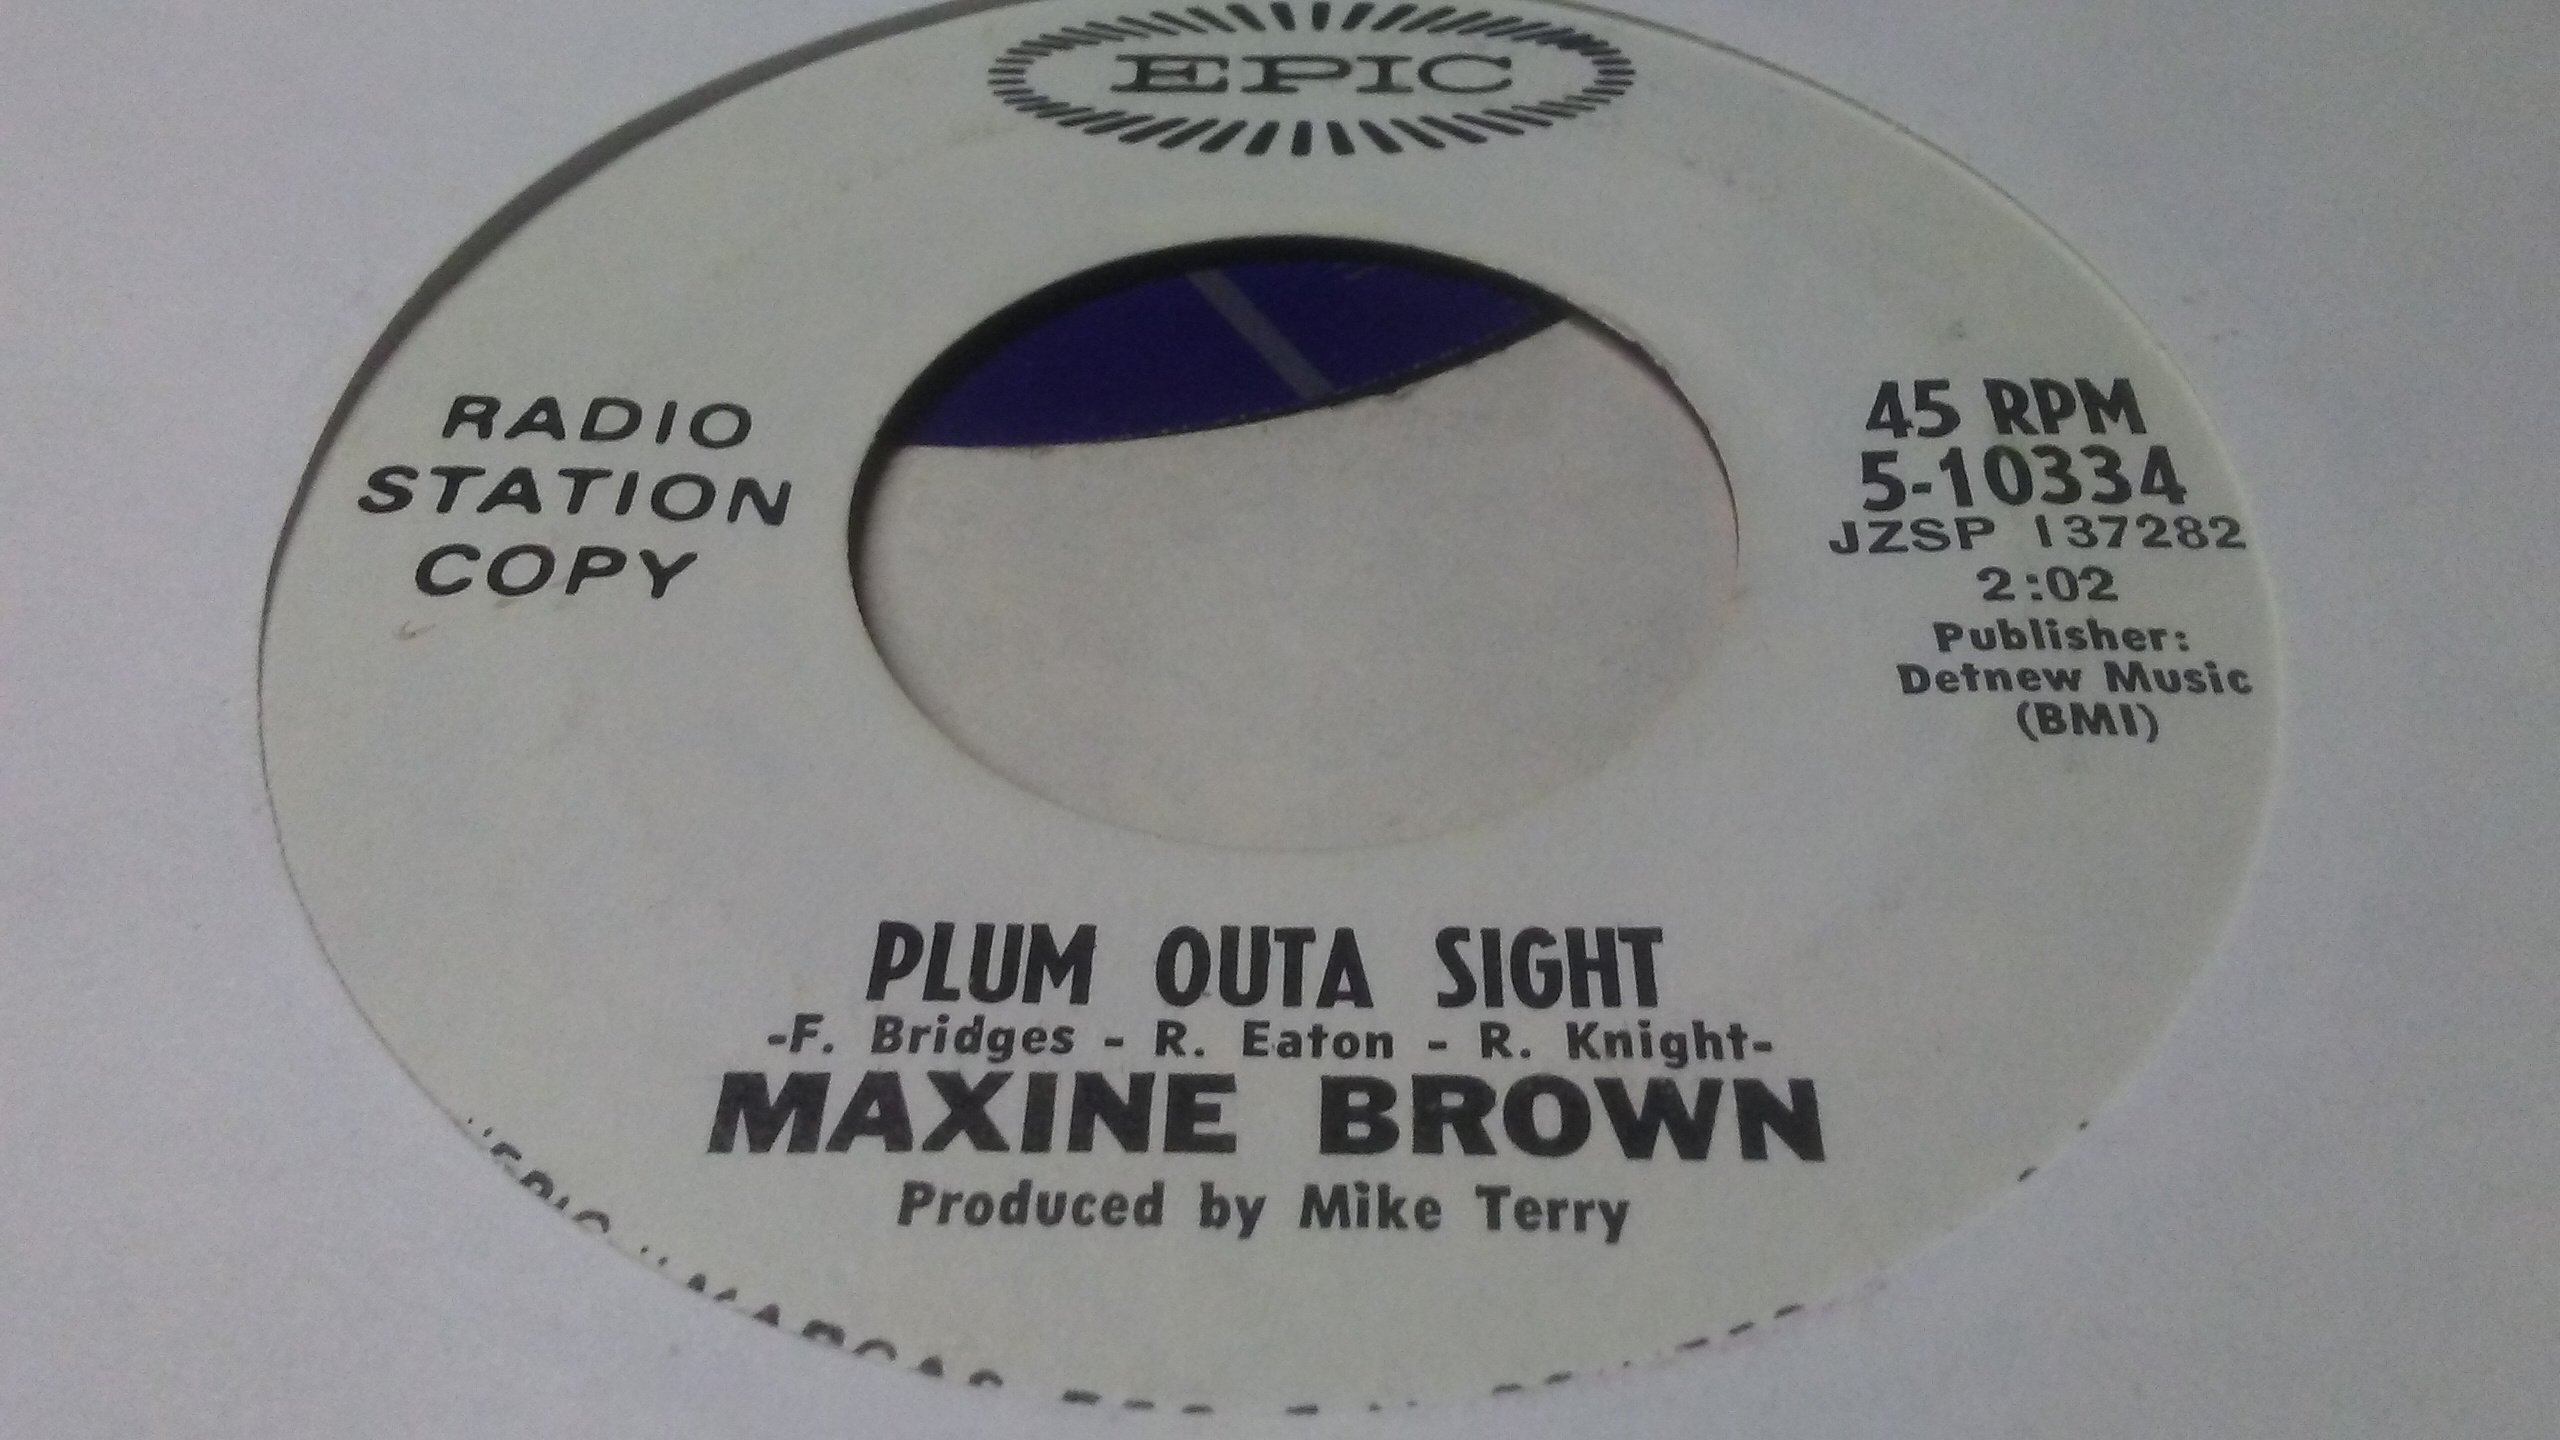 EPIC
RADIO
STATION
COPY
45 RPM
5-10334
JZSP 137282
2:02
Publisher:
Detnew Music
(BMI)
PLUM OUTA SIGHT
-F. Bridges - R. Eaton - R. Knight-
MAXINE BROWN
Produced by Mike Terry